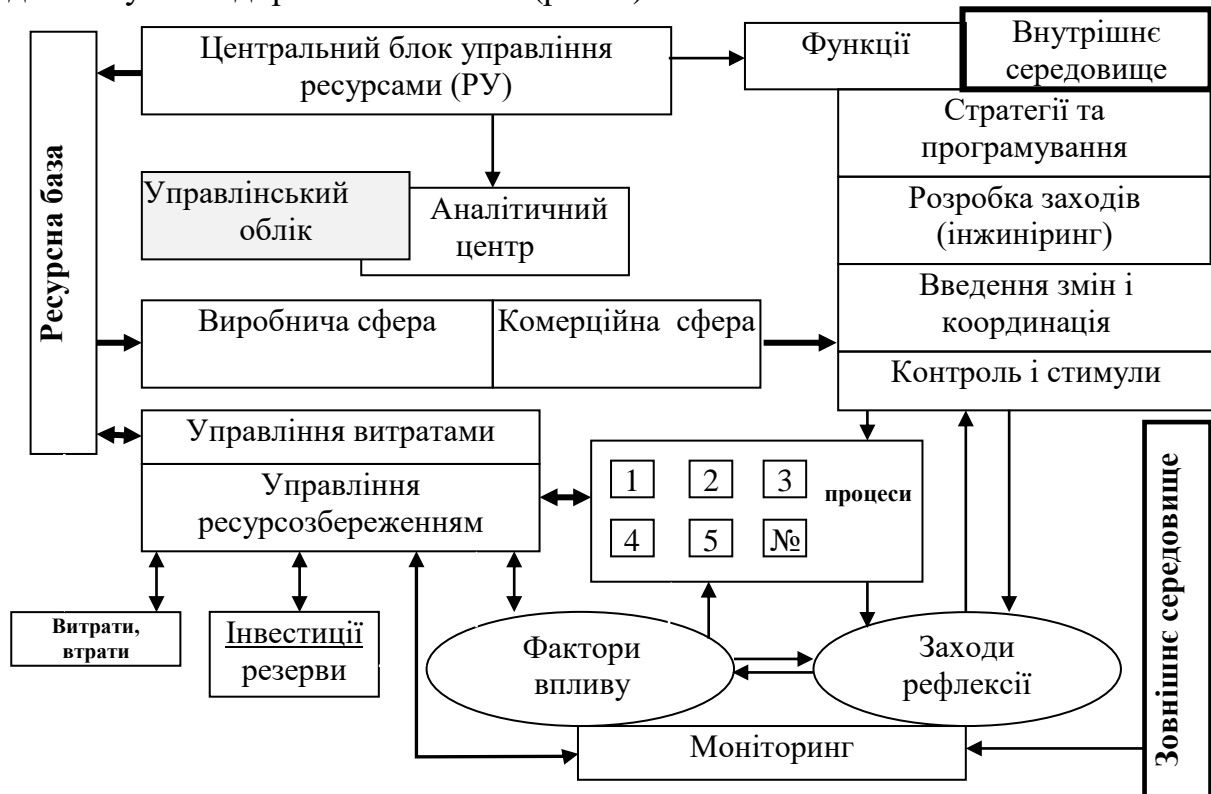 Центральний блок управління
ресурсами (РУ)
Функції
Внутрішнє
середовище
Ресурсна база
Стратегії та
програмування
Управлінський
облік
Аналітичний
центр
Розробка заходів
(інжиніринг)
Виробнича сфера
Комерційна сфера
Введення змін і
координація
Контроль і стимули
Управління витратами
Управління
ресурсозбереженням
1 2 3 процеси
4 5 №
Зовнішнє середовище
Витрати,
втрати
Інвестиції
резерви
Фактори
впливу
Заходи
рефлексії
Моніторинг